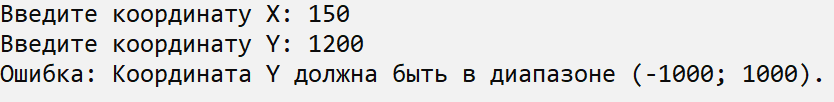 Введите координату X: 150
Введите координату Y: 1200
Ошибка: Координата Y должна быть в диапазоне (-1000; 1000).